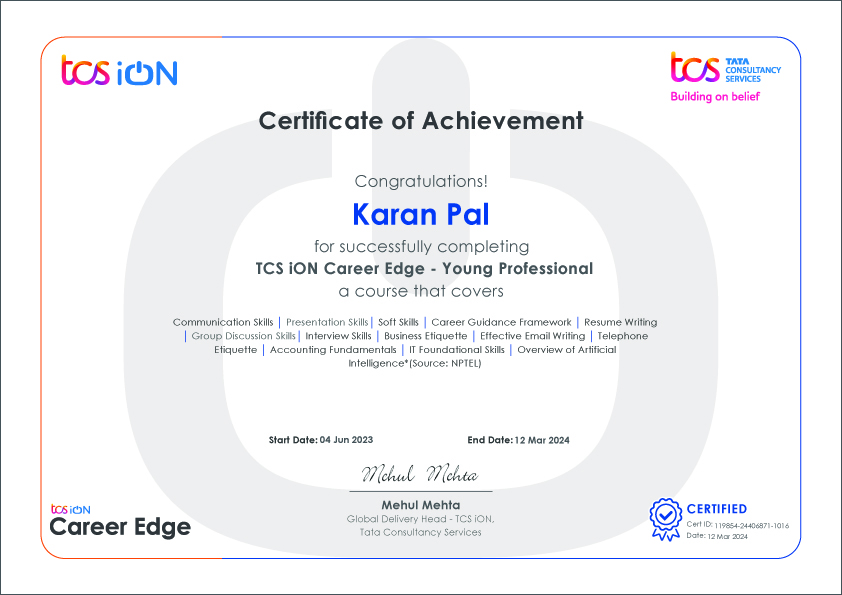 tcs iON
tcs TATA
CONSULTANCY
SERVICES
Building on belief
Certificate of Achievement
Congratulations!
Karan Pal
for successfully completing
TCS iON Career Edge - Young Professional
a course that covers
Communication Skills | Presentation Skills | Soft Skills | Career Guidance Framework | Resume Writing
| Group Discussion Skills | Interview Skills | Business Etiquette | Effective Email Writing | Telephone
Etiquette | Accounting Fundamentals | IT Foundational Skills | Overview of Artificial
Intelligence*(Source: NPTEL)
Start Date: 04 Jun 2023 End Date: 12 Mar 2024
Mehul Mehta
Mehul Mehta
Global Delivery Head - TCS iON,
Tata Consultancy Services
tcs iON
Career Edge
CERTIFIED
Cert ID: 119854-24406871-1016
Date: 12 Mar 2024